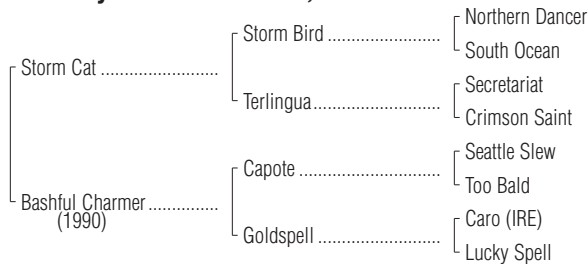 Northern Dancer
Storm Bird ....................
South Ocean
Storm Cat ......................
Secretariat
Terlingua......................
Crimson Saint
Seattle Slew
Capote .........................
Too Bald
Bashful Charmer .............
(1990)
Caro (IRE)
Goldspell ......................
Lucky Spell